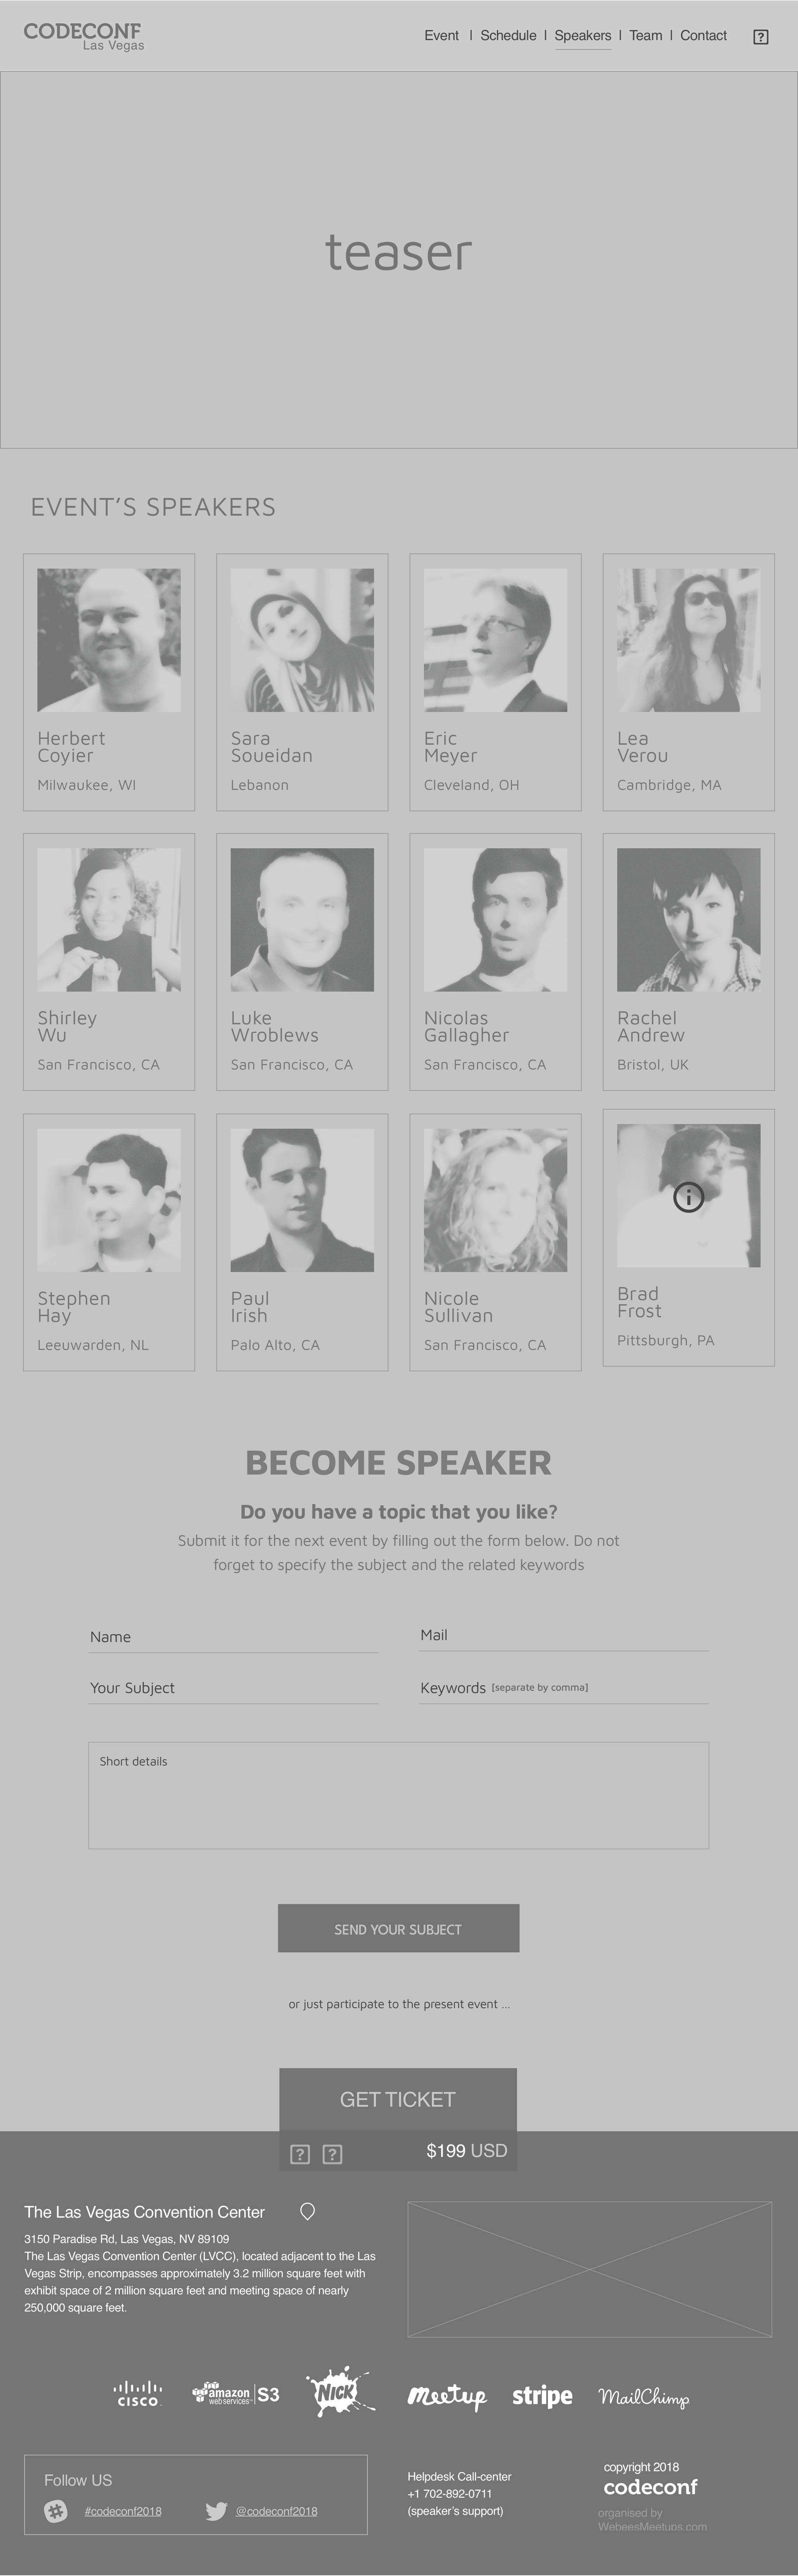 CODECONF
Las Vegas
Event | Schedule | Speakers | Team | Contact ?
teaser
EVENT’S SPEAKERS
Herbert
Coyier
Milwaukee, WI
Sara
Soueidan
Lebanon
Eric
Meyer
Cleveland, OH
Lea
Verou
Cambridge, MA
Shirley
Wu
San Francisco, CA
Luke
Wroblews
San Francisco, CA
Nicolas
Gallagher
San Francisco, CA
Rachel
Andrew
Bristol, UK
Stephen
Hay
Leeuwarden, NL
Paul
Irish
Palo Alto, CA
Nicole
Sullivan
San Francisco, CA
i
Brad
Frost
Pittsburgh, PA
BECOME SPEAKER
Do you have a topic that you like?
Submit it for the next event by filling out the form below. Do not
forget to specify the subject and the related keywords
Name
Mail
Your Subject
Keywords [separate by comma]
Short details
SEND YOUR SUBJECT
or just participate to the present event ...
GET TICKET
? ? $199 USD
The Las Vegas Convention Center
3150 Paradise Rd, Las Vegas, NV 89109
The Las Vegas Convention Center (LVCC), located adjacent to the Las
Vegas Strip, encompasses approximately 3.2 million square feet with
exhibit space of 2 million square feet and meeting space of nearly
250,000 square feet.
cisco
amazon
webservices
S3
NICK
Meetup
stripe
MailChimp
Follow US
#codeconf2018
@codeconf2018
Helpdesk Call-center
+1 702-892-0711
(speaker's support)
copyright 2018
codeconf
organised by
WebeesMeetups.com